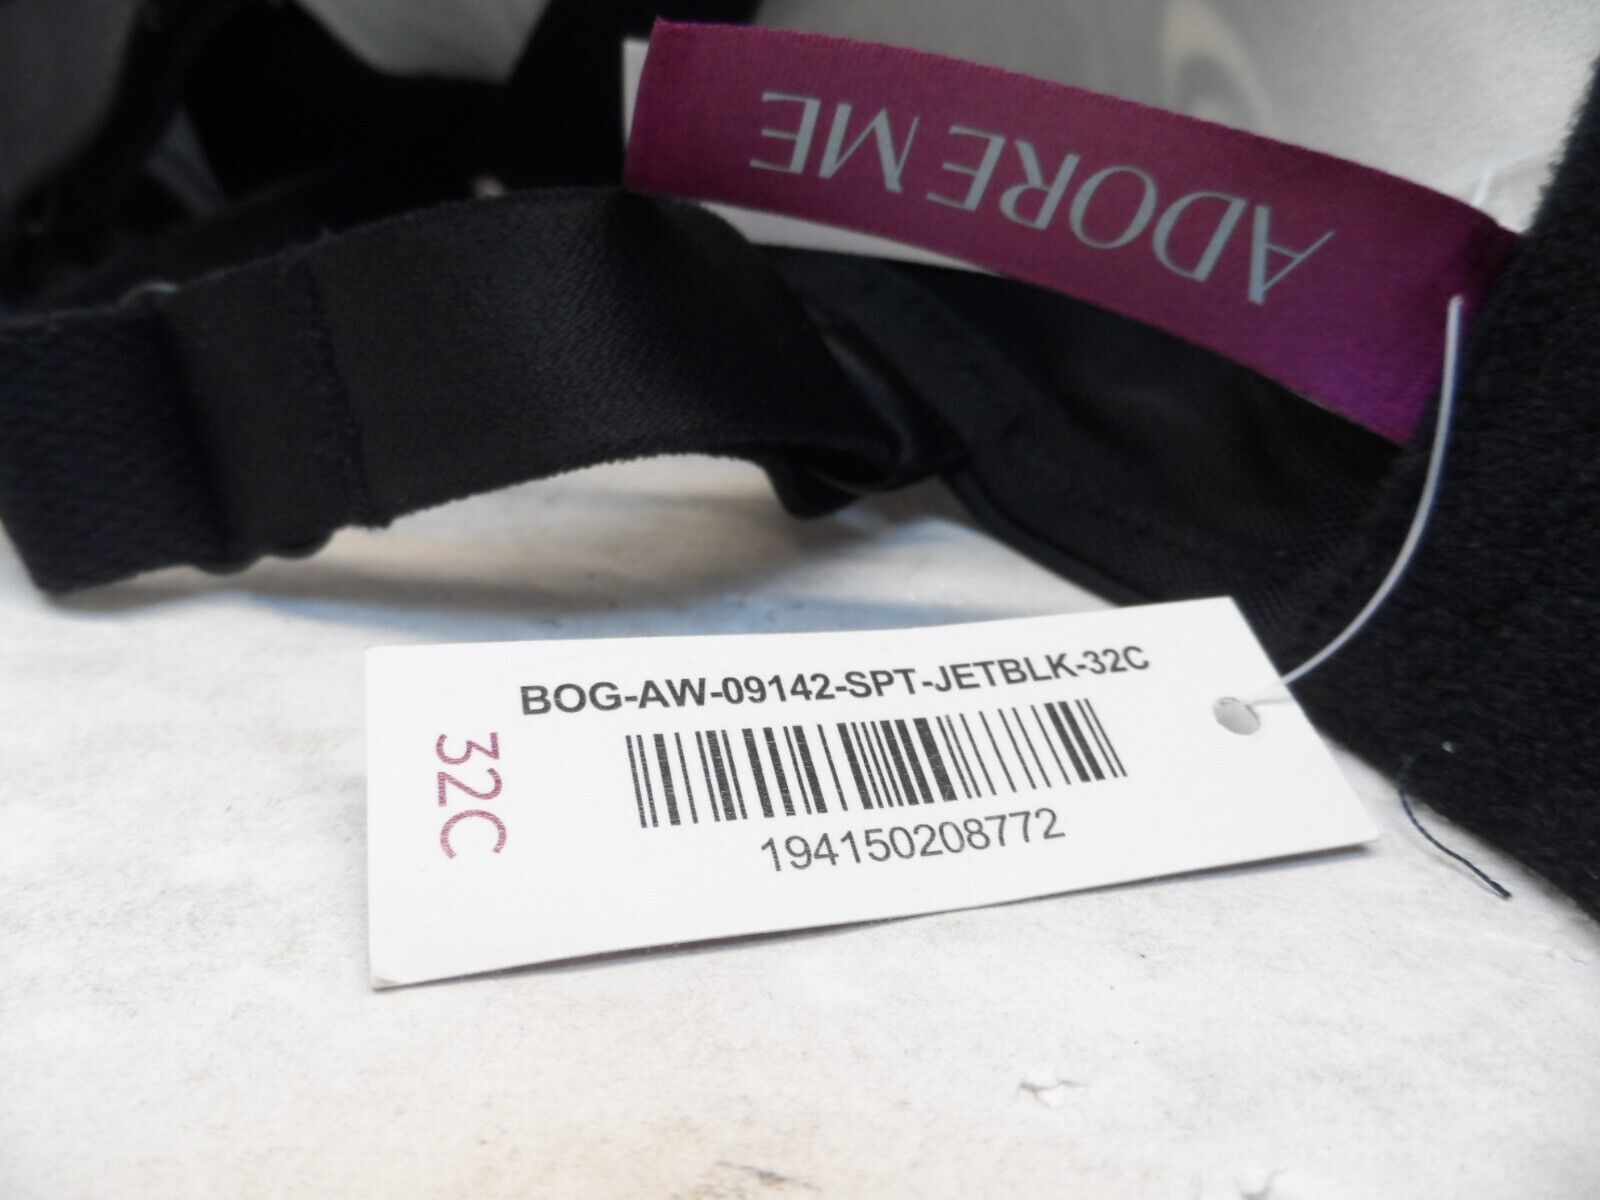 ADORE ME
BOG-AW-09142-SPT-JETBLK-32C
32C
194150208772